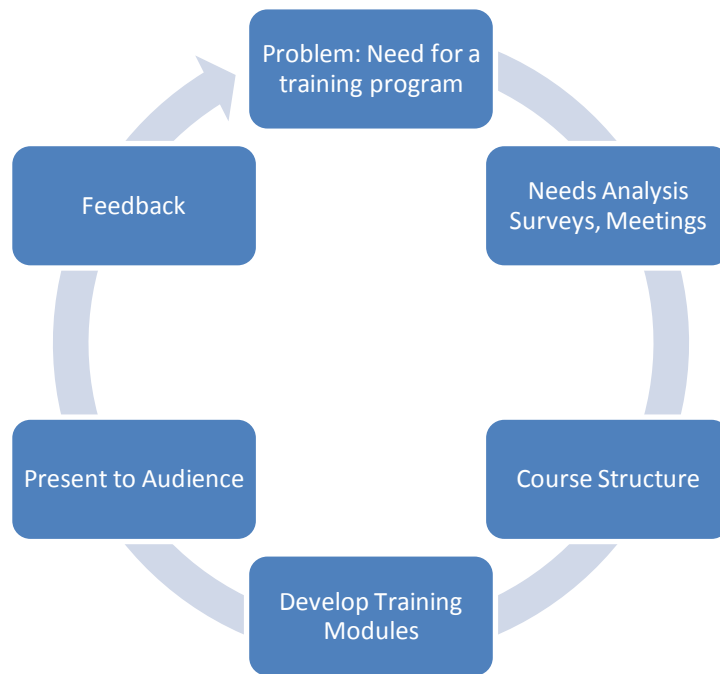 Problem: Need for a
training program
Needs Analysis
Surveys, Meetings
Course Structure
Develop Training
Modules
Present to Audience
Feedback